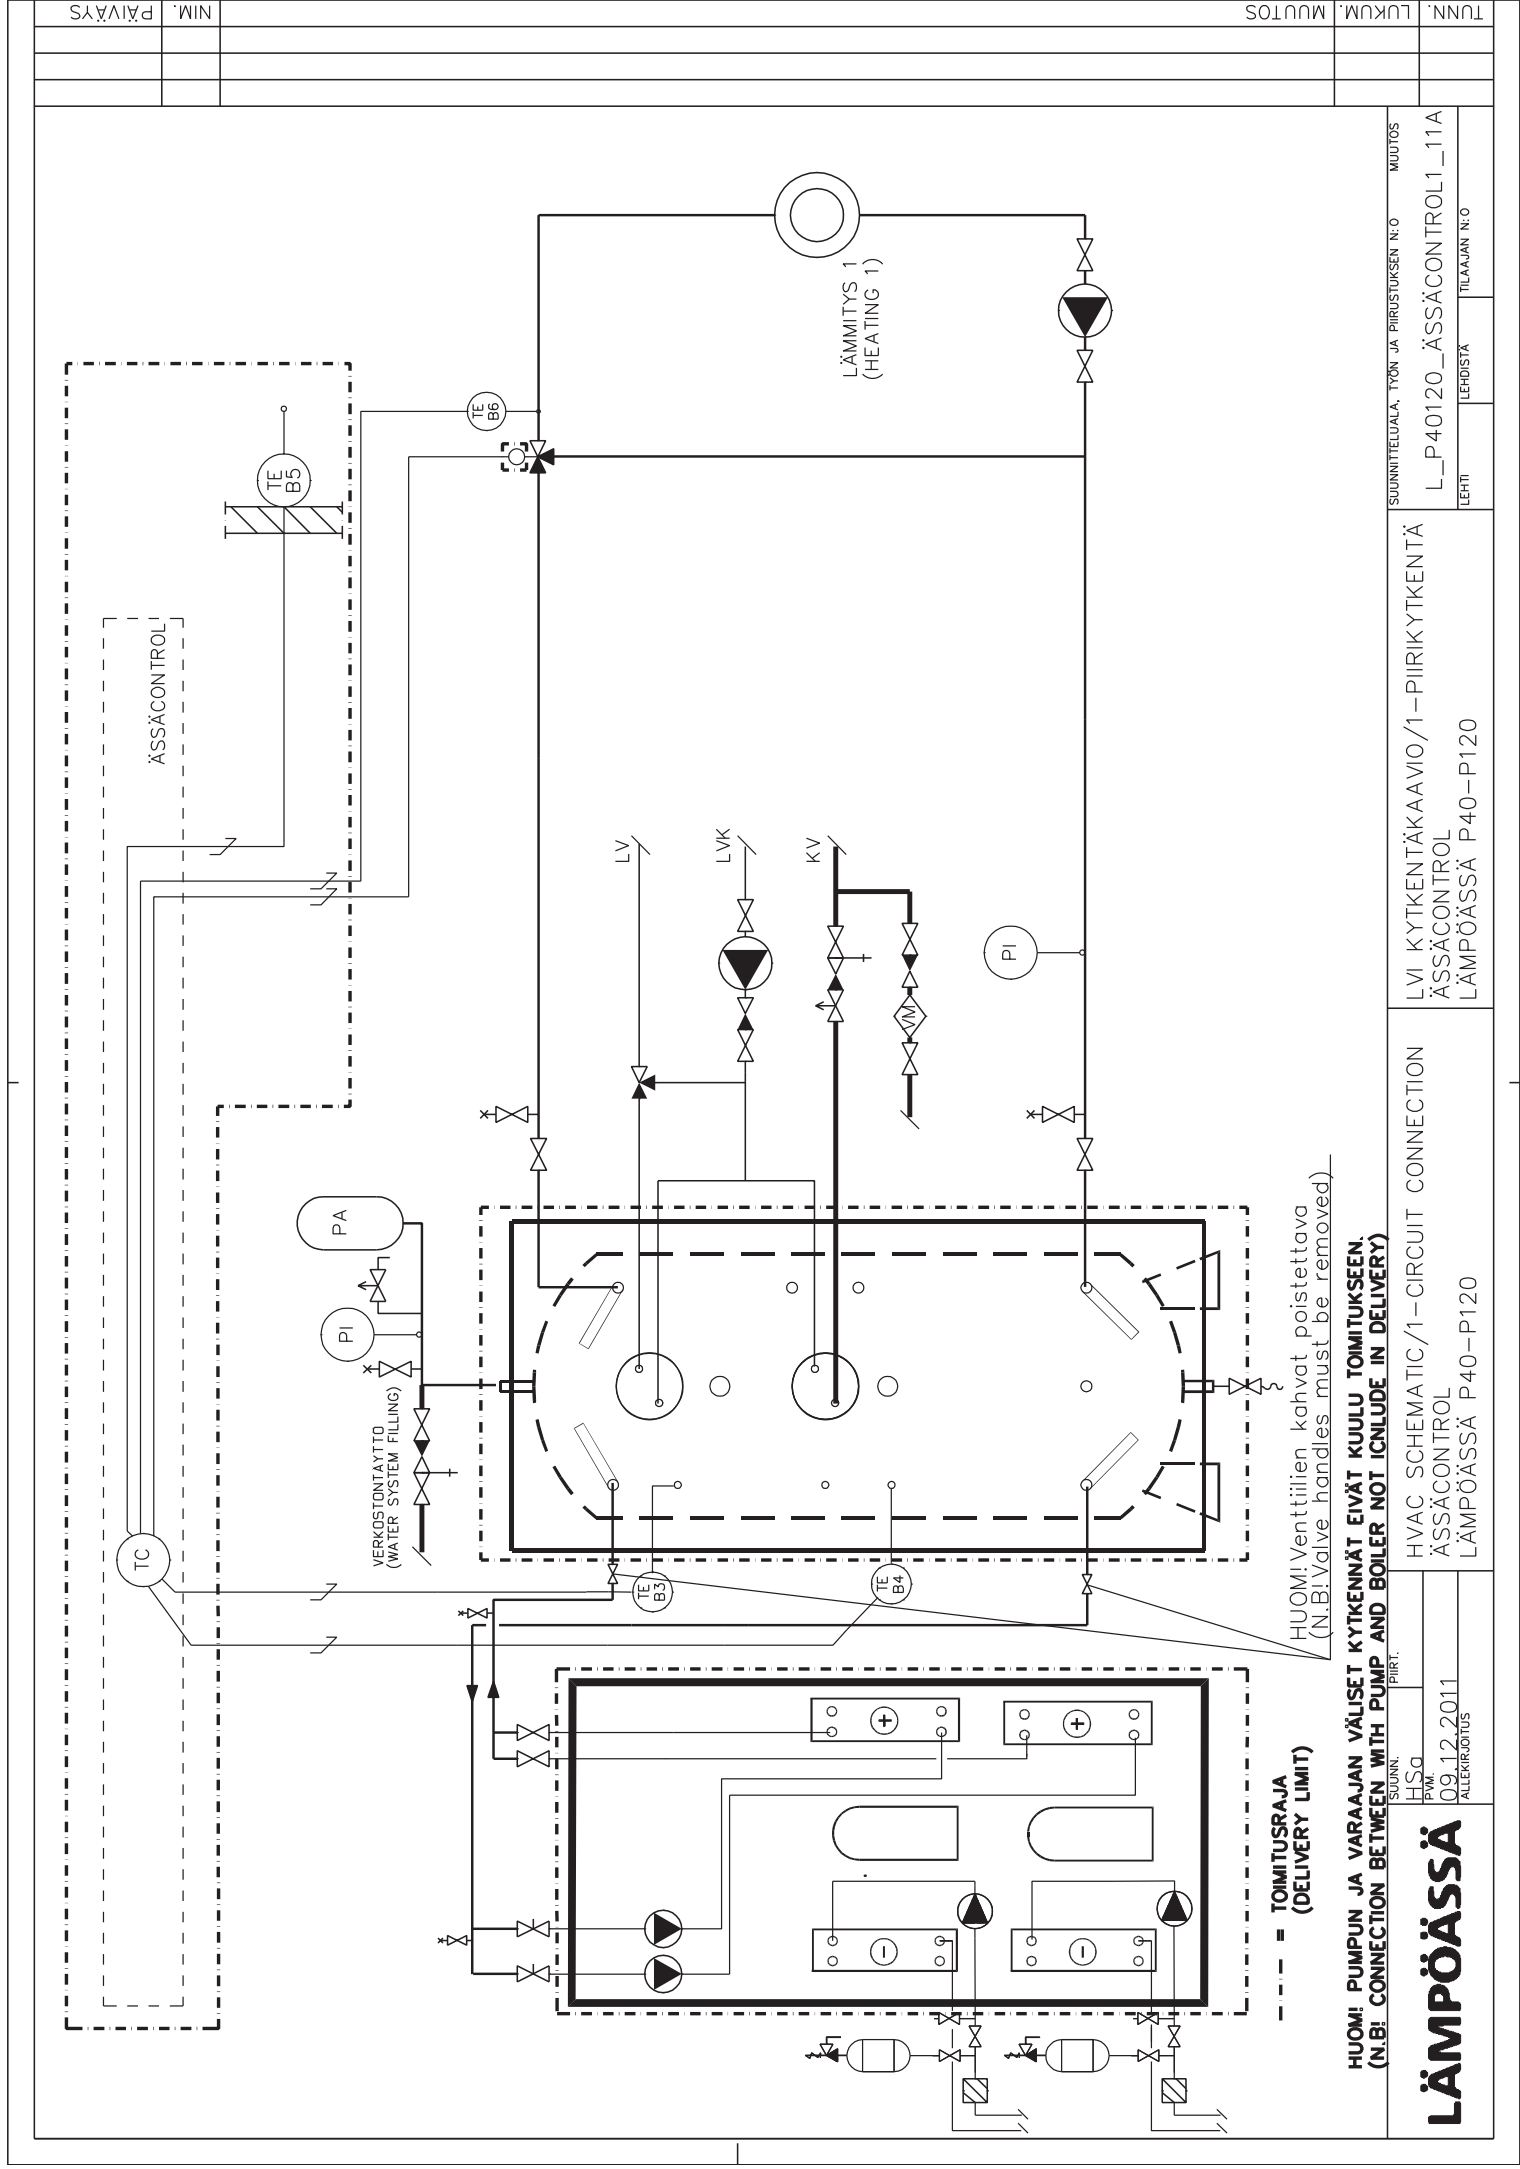 PÄIVÄYS
NIM.
MUUTOS
LUKUM.
TUNN.
ÄSSÄCONTROL
TC
TE
B5
TE
B6
LÄMMITYS 1
(HEATING 1)
LV
LVK
KV
VM
PI
PA
PI
VERKOSTONTÄYTTÖ
(WATER SYSTEM FILLING)
TE
B3
TE
B4
+
+
−
−
HUOM!Venttiilien kahvat poistettava
(N.B!Valve handles must be removed)
= TOIMITUSRAJA
(DELIVERY LIMIT)
HUOM! PUMPUN JA VARAAJAN VÄLISET KYTKENNÄT EIVÄT KUULU TOIMITUKSEEN.
(N.B! CONNECTION BETWEEN WITH PUMP AND BOILER NOT ICNLUDE IN DELIVERY)
LÄMPÖÄSSÄ
SUUNN.
HSa
PIIRT.
PVM.
09.12.2011
ALLEKIRJOITUS
HVAC SCHEMATIC/1-CIRCUIT CONNECTION
ÄSSÄCONTROL
LÄMPÖÄSSÄ P40-P120
LVI KYTKENTÄKAAVIO/1-PIIRIKYTKENTÄ
ÄSSÄCONTROL
LÄMPÖÄSSÄ P40-P120
SUUNNITTELUALA, TYÖN JA PIIRUSTUKSEN N:O
MUUTOS
L_P40120_ÄSSÄCONTROL1_11A
LEHTI
LEHDISTÄ
TILAAJAN N:O